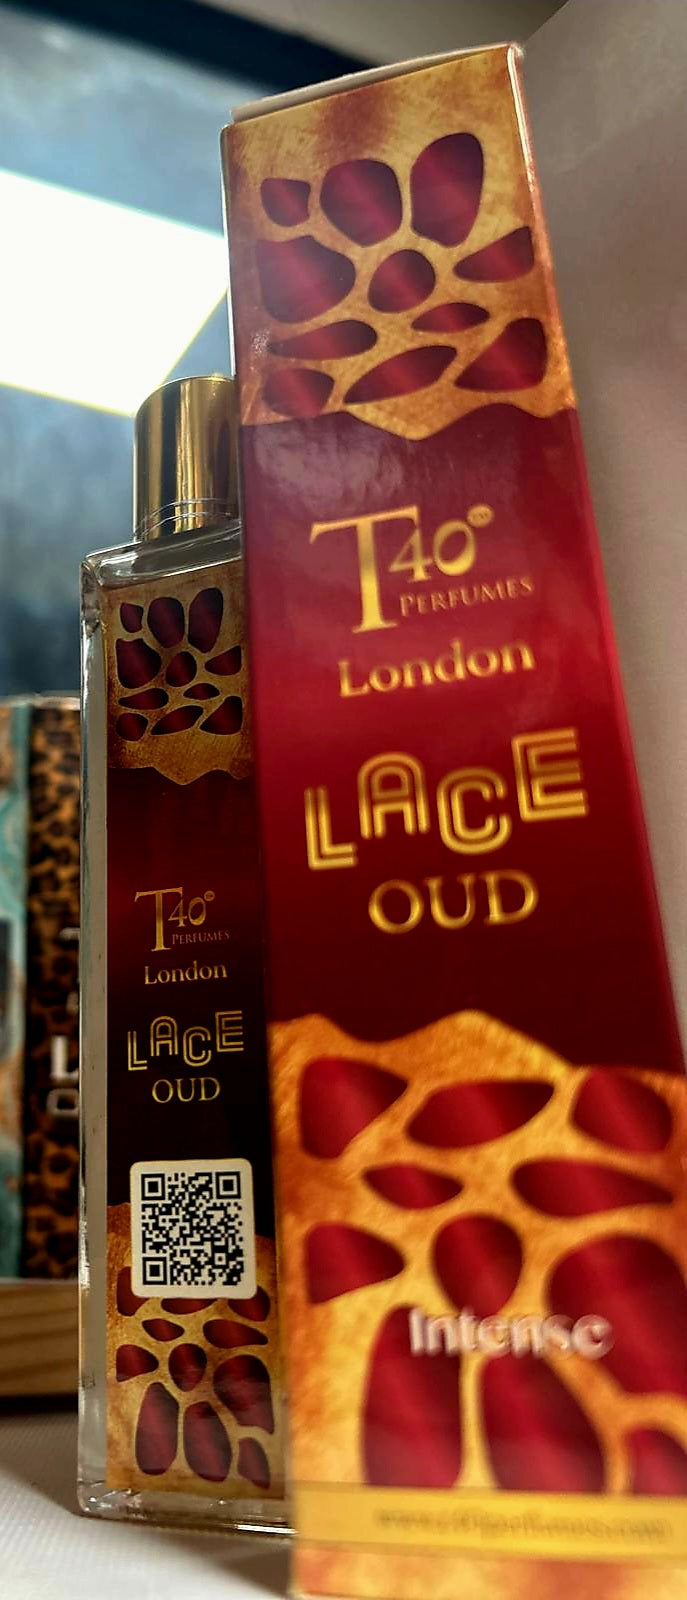 T40
PERFUMES
London
LACE
OUD
Intense
T40
PERFUMES
London
LACE
OUD